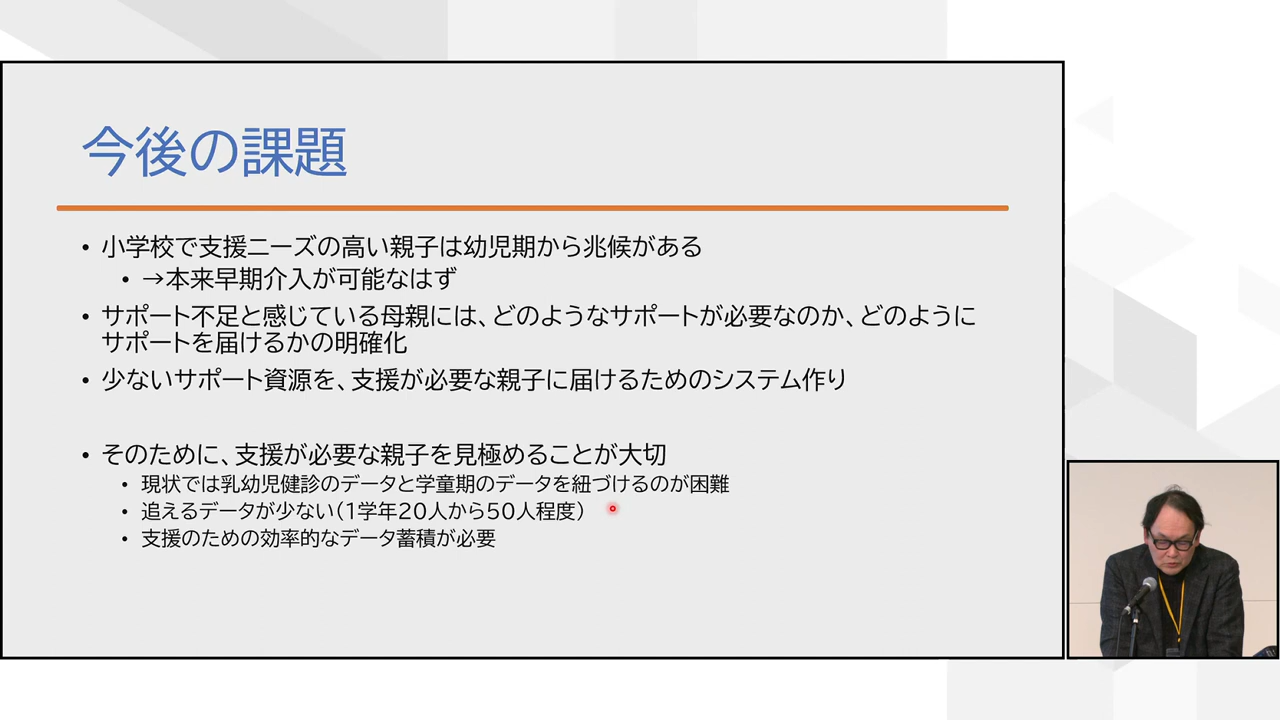 今後の課題
• 小学校で支援ニーズの高い親子は幼児期から兆候がある
• →本来早期介入が可能なはず
• サポート不足と感じている母親には、どのようなサポートが必要なのか、どのように
サポートを届けるかの明確化
• 少ないサポート資源を、支援が必要な親子に届けるためのシステム作り
• そのために、支援が必要な親子を見極めることが大切
• 現状では乳幼児健診のデータと学童期のデータを紐づけるのが困難
• 追えるデータが少ない(1学年20人から50人程度)
• 支援のための効率的なデータ蓄積が必要